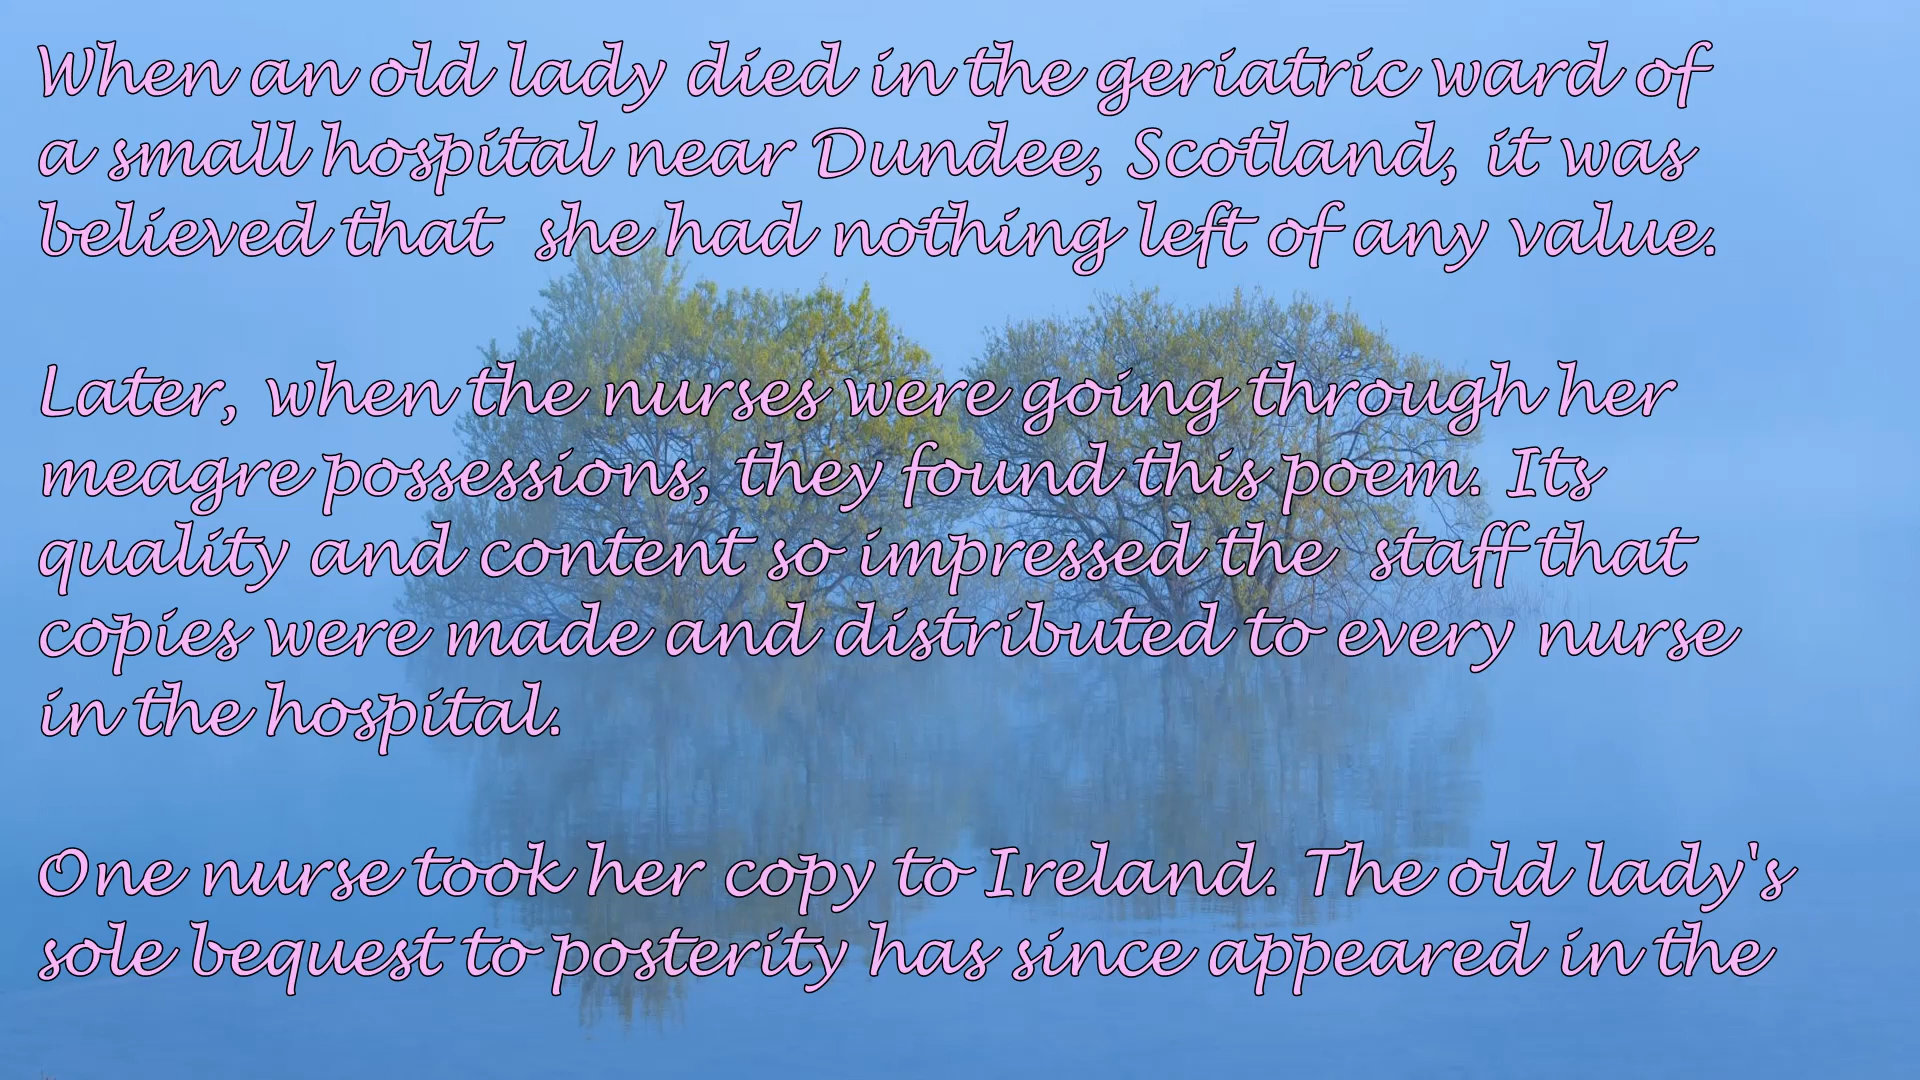 When an old lady died in the geriatric ward of
a small hospital near Dundee, Scotland, it was
believed that she had nothing left of any value.
Later, when the nurses were going through her
meagre possessions, they found this poem. Its
quality and content so impressed the staff that
copies were made and distributed to every nurse
in the hospital.
One nurse took her copy to Ireland. The old lady's
sole bequest to posterity has since appeared in the